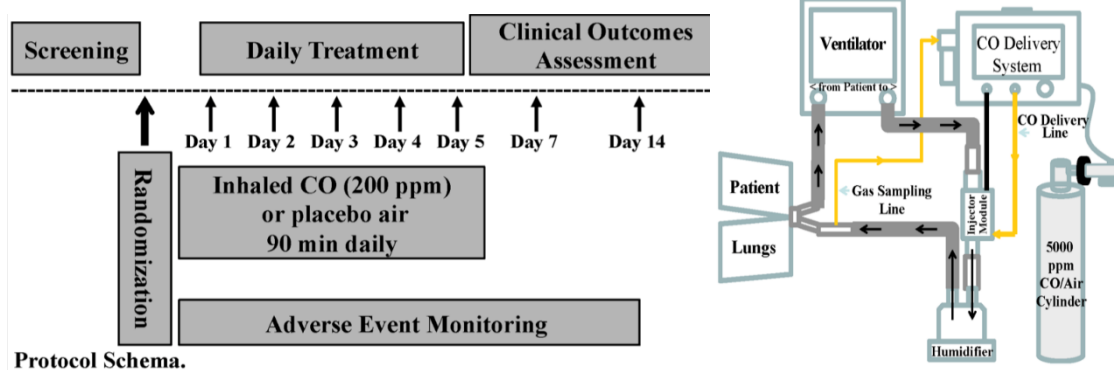 Screening
Daily Treatment
Clinical Outcomes
Assessment
Day 1
Day 2
Day 3
Day 4
Day 5
Day 7
Day 14
Randomization
Inhaled CO (200 ppm)
or placebo air
90 min daily
Adverse Event Monitoring
Protocol Schema.
Ventilator
< from Patient to >
CO Delivery
System
CO Delivery
Line
Patient
Gas Sampling
Line
Lungs
Injector
Module
5000
ppm
CO/Air
Cylinder
Humidifier